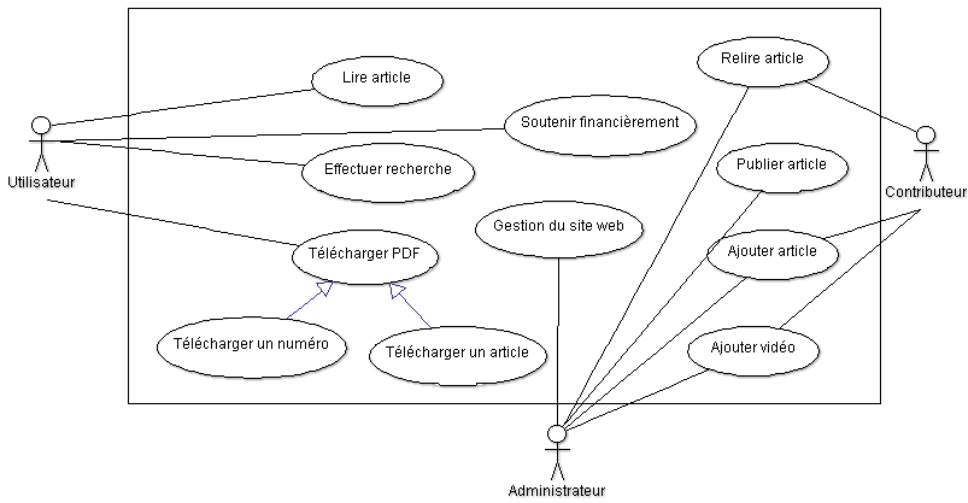 Relire article
Lire article
Soutenir financièrement
Effectuer recherche
Publier article
Utilisateur
Contributeur
Gestion du site web
Télécharger PDF
Ajouter article
Télécharger un numéro
Télécharger un article
Ajouter vidéo
Administrateur